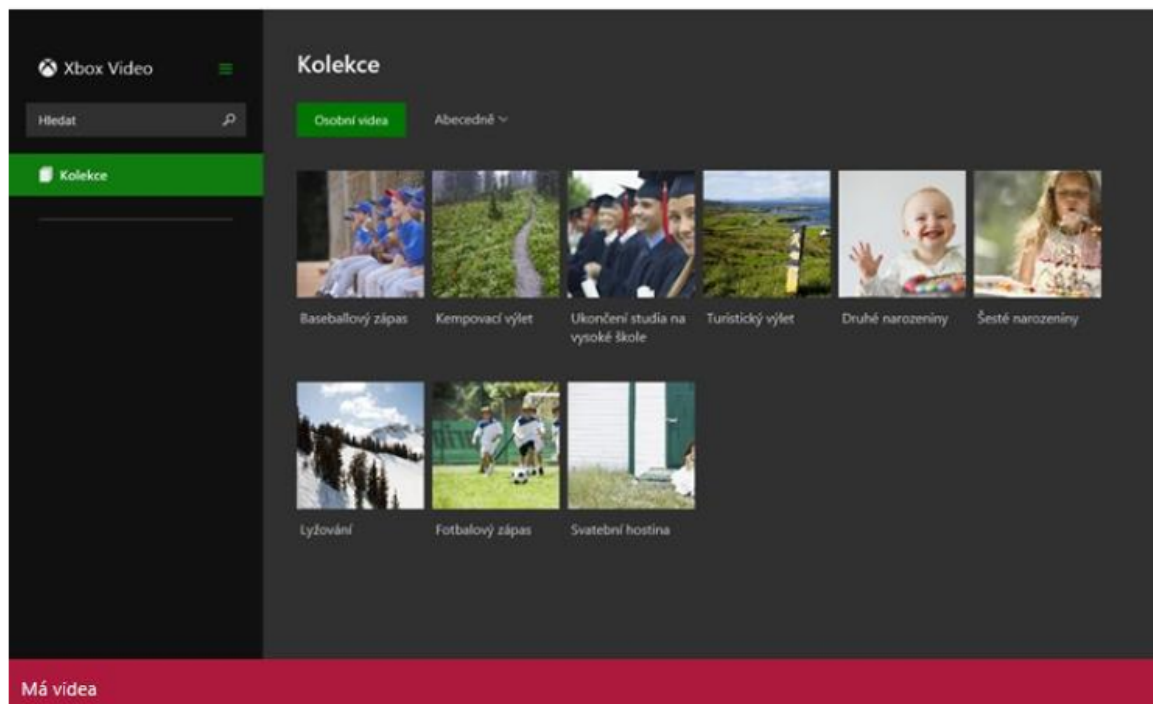 Xbox Video
Hledat
Kolekce
Kolekce
Osobní videa
Abecedně
Baseballový zápas
Kempovací výlet
Ukončení studia na
vysoké škole
Turistický výlet
Druhé narozeniny
Šesté narozeniny
Lyžování
Fotbalový zápas
Svatební hostina
Má videa